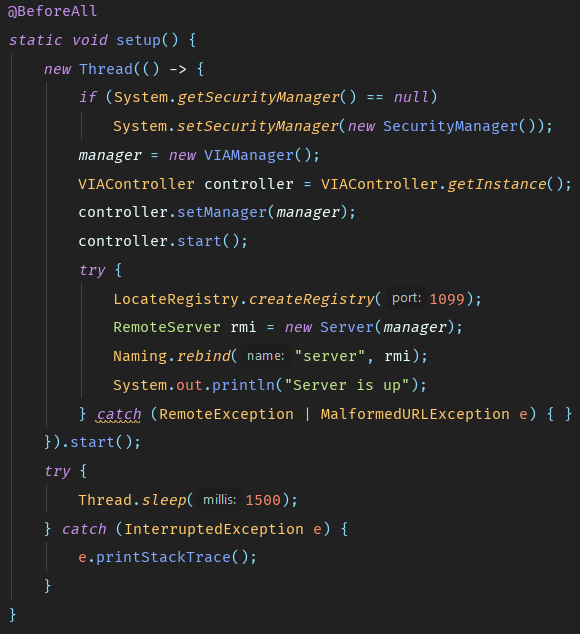 @BeforeAll
static void setup() {
new Thread(() -> {
if (System.getSecurityManager() == null)
System.setSecurityManager(new SecurityManager());
manager = new VIAManager();
VIAController controller = VIAController.getInstance();
controller.setManager(manager);
controller.start();
try {
LocateRegistry.createRegistry( port: 1099);
RemoteServer rmi = new Server(manager);
Naming.rebind( name: "server", rmi);
System.out.println("Server is up");
} catch (RemoteException | MalformedURLException e) { }
}).start();
try {
Thread.sleep( millis: 1500);
} catch (InterruptedException e) {
e.printStackTrace();
}
}